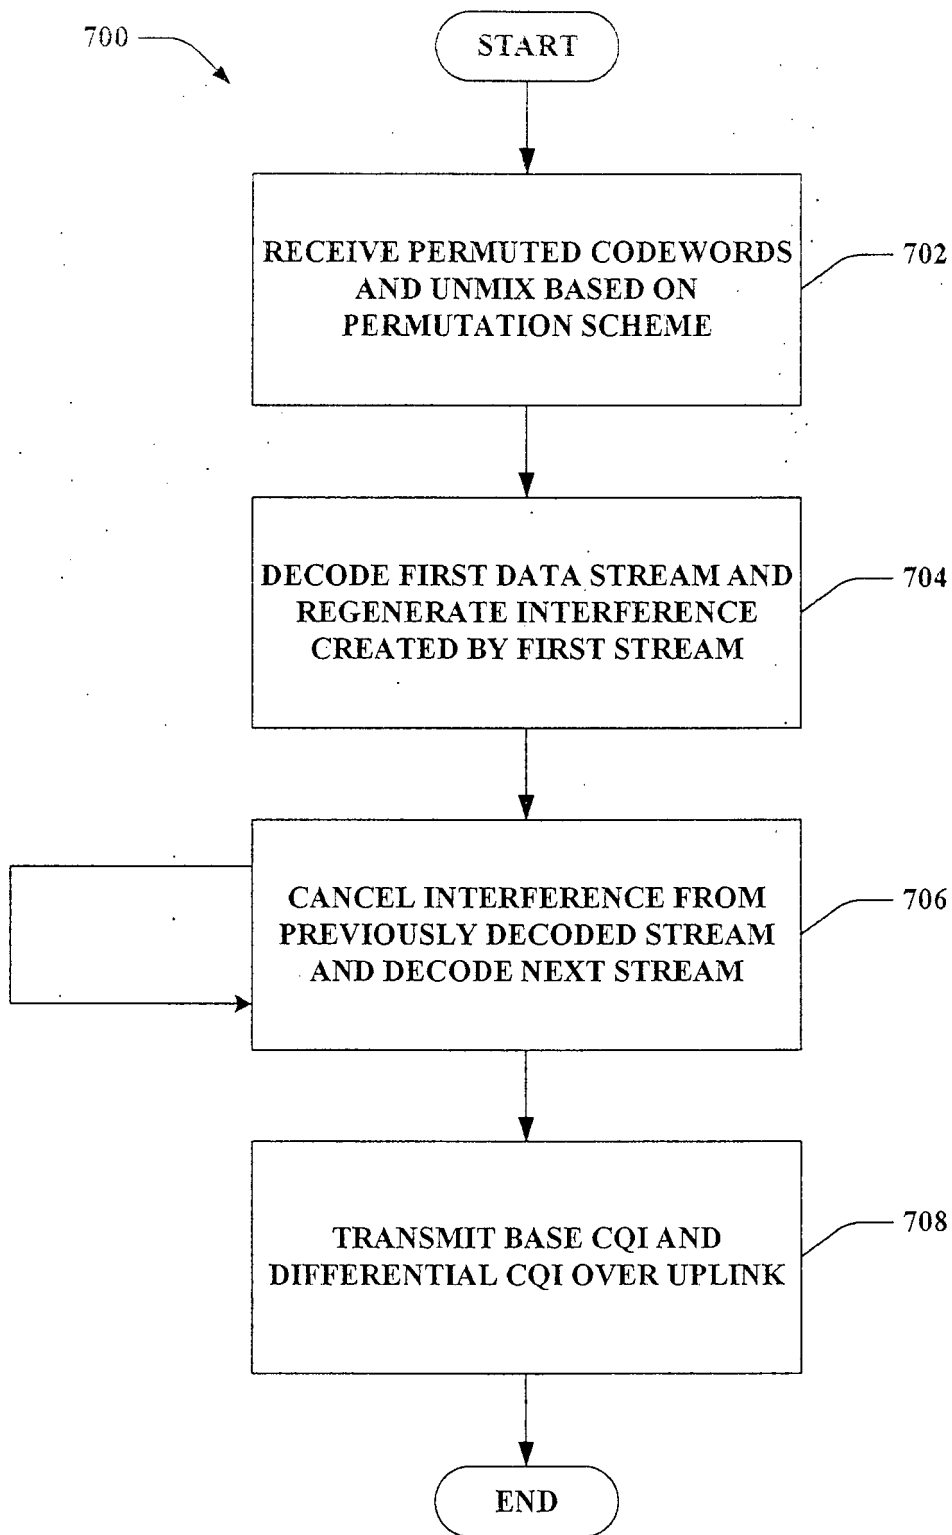 700
START
RECEIVE PERMUTED CODEWORDS
AND UNMIX BASED ON
PERMUTATION SCHEME
702
DECODE FIRST DATA STREAM AND
REGENERATE INTERFERENCE
CREATED BY FIRST STREAM
704
CANCEL INTERFERENCE FROM
PREVIOUSLY DECODED STREAM
AND DECODE NEXT STREAM
706
TRANSMIT BASE CQI AND
DIFFERENTIAL CQI OVER UPLINK
708
END